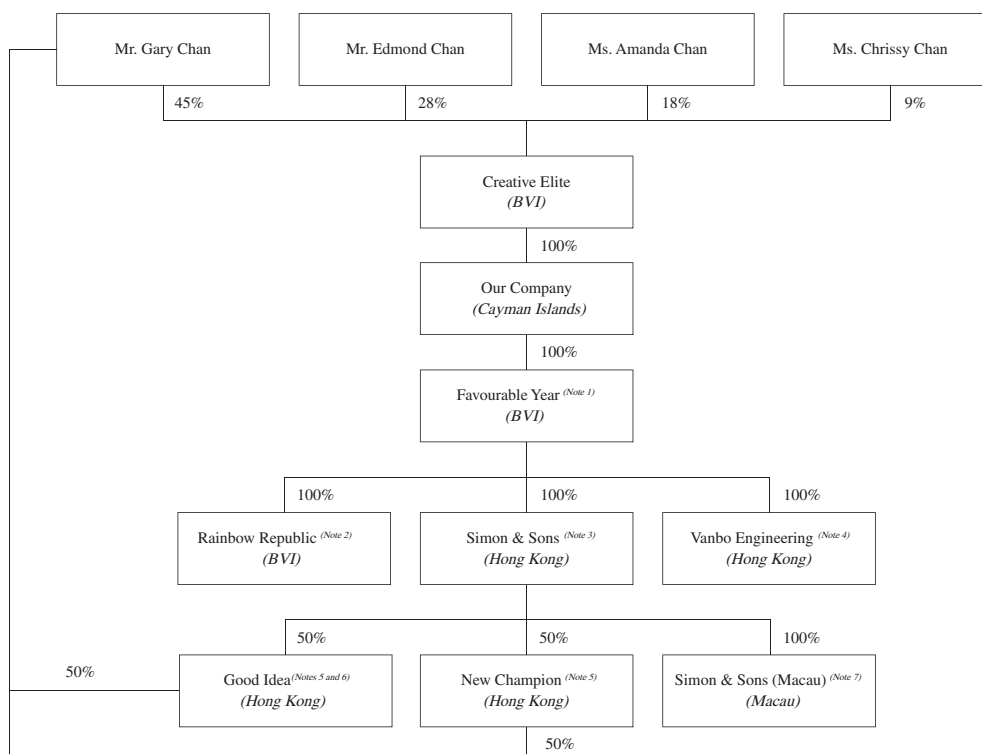 Mr. Gary Chan
Mr. Edmond Chan
Ms. Amanda Chan
Ms. Chrissy Chan
45%
28%
18%
9%
Creative Elite
(BVI)
100%
Our Company
(Cayman Islands)
100%
Favourable Year (Note 1)
(BVI)
100%
100%
100%
Rainbow Republic (Note 2)
(BVI)
Simon & Sons (Note 3)
(Hong Kong)
Vanbo Engineering (Note 4)
(Hong Kong)
50%
50%
100%
50%
Good Idea(Notes 5 and 6)
(Hong Kong)
New Champion (Note 5)
(Hong Kong)
Simon & Sons (Macau) (Note 7)
(Macau)
50%